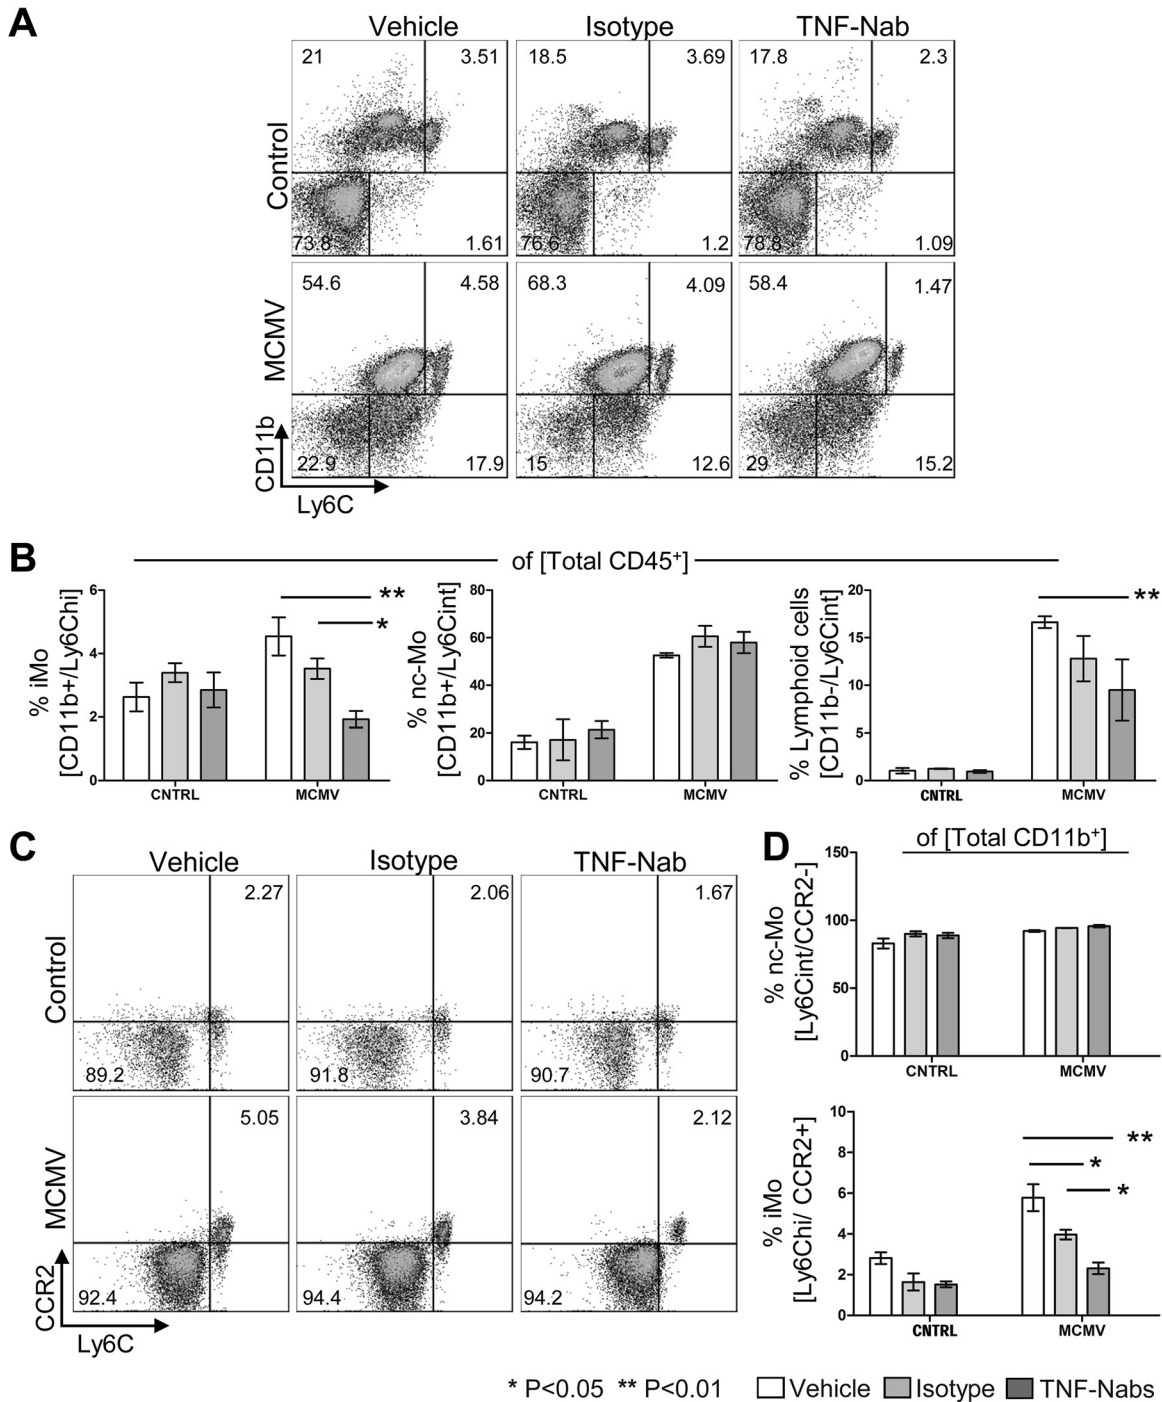 A
Vehicle Isotype TNF-Nab
Control
21 3.51 18.5 3.69 17.8 2.3
73.8 1.61 76.6 1.2 78.8 1.09
MCMV
54.6 4.58 68.3 4.09 58.4 1.47
22.9 17.9 15 12.6 29 15.2
CD11b
Ly6C
B
of [Total CD45+]
% iMo
[CD11b+/Ly6Chi]
6
4
2
0
** 
*
CNTRL MCMV
% nc-Mo
[CD11b+/Ly6Cint]
80
60
40
20
0
CNTRL MCMV
% Lymphoid cells
[CD11b-/Ly6Cint]
20
15
10
5
0
**
CNTRL MCMV
C
Vehicle Isotype TNF-Nab
Control
2.27 2.06 1.67
89.2 91.8 90.7
MCMV
5.05 3.84 2.12
92.4 94.4 94.2
CCR2
Ly6C
D
of [Total CD11b+]
% nc-Mo
[Ly6Cint/CCR2-]
150
100
50
0
CNTRL MCMV
% iMo
[Ly6Chi/ CCR2+]
10
8
6
4
2
0
**
*
*
CNTRL MCMV
* P<0.05 ** P<0.01 Vehicle Isotype TNF-Nabs